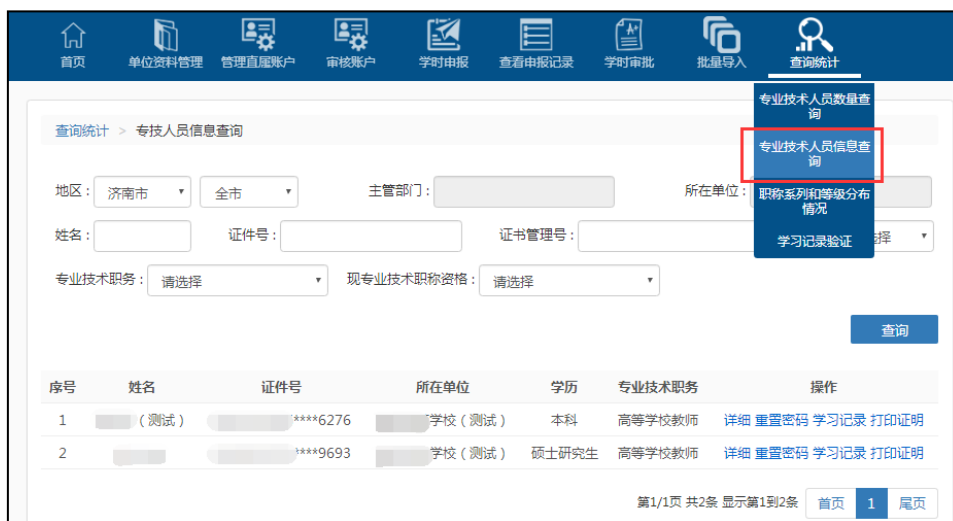 首页 单位资料管理 管理直属账户 审核账户 学时申报 查看申报记录 学时审批 批量导入 查询统计
专业技术人员数量查
询
查询统计 > 专技人员信息查询
专业技术人员信息查
询
地区： 济南市 全市 主管部门： 所在单位：
职称系列和等级分布
情况
姓名： 证件号： 证书管理号： 择
学习记录验证
专业技术职务： 请选择 现专业技术职称资格： 请选择
查询
序号 姓名 证件号 所在单位 学历 专业技术职务 操作
1 （测试） ****6276 学校（测试） 本科 高等学校教师 详细 重置密码 学习记录 打印证明
2 ****9693 学校（测试） 硕士研究生 高等学校教师 详细 重置密码 学习记录 打印证明
第1/1页 共2条 显示第1到2条 首页 1 尾页